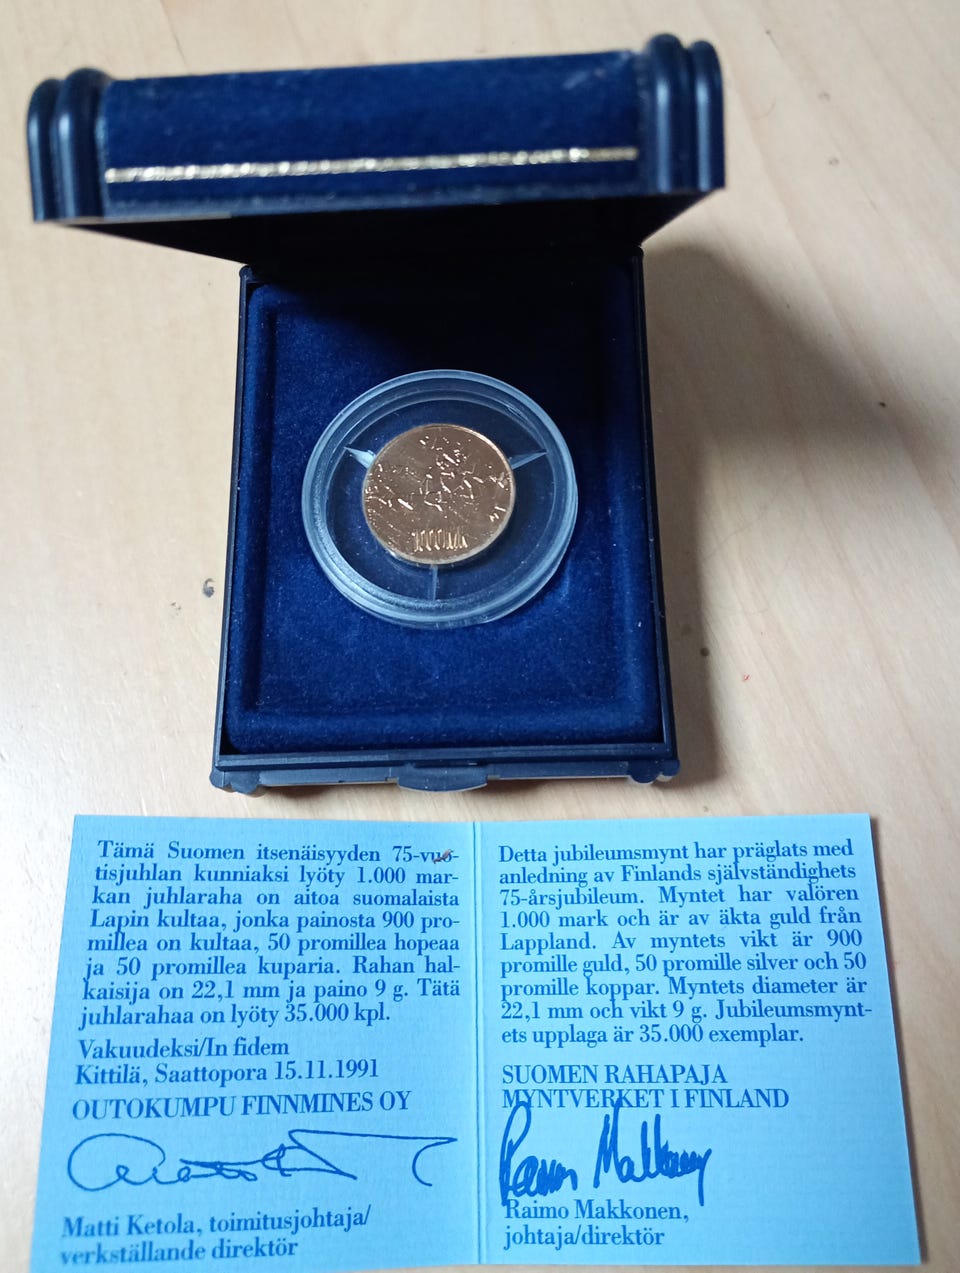 1000 MK
Tämä Suomen itsenäisyyden 75-vuo-
tisjuhlan kunniaksi lyöty 1.000 mar-
kan juhlaraha on aitoa suomalaista
Lapin kultaa, jonka painosta 900 pro-
millea on kultaa, 50 promillea hopeaa
ja 50 promillea kuparia. Rahan hal-
kaisija on 22,1 mm ja paino 9 g. Tätä
juhlarahaa on lyöty 35.000 kpl.
Vakuudeksi/In fidem
Kittilä, Saattopora 15.11.1991
OUTOKUMPU FINNMINES OY
Matti Ketola, toimitusjohtaja/
verkställande direktör
Detta jubileumsmynt har präglats med
anledning av Finlands självständighets
75-årsjubileum. Myntet har valören
1.000 mark och är av äkta guld från
Lappland. Av myntets vikt är 900
promille guld, 50 promille silver och 50
promille koppar. Myntets diameter är
22,1 mm och vikt 9 g. Jubileumsmynt-
ets upplaga är 35.000 exemplar.
SUOMEN RAHAPAJA
MYNTVERKET I FINLAND
Raimo Makkonen
Raimo Makkonen,
johtaja/direktör